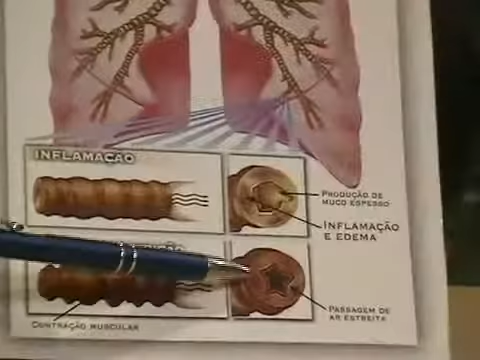 INFLAMAÇÃO
PRODUÇÃO DE
MUCO ESPESSO
INFLAMAÇÃO
E EDEMA
PASSAGEM DE
AR ESTREITA
CONTRAÇÃO MUSCULAR